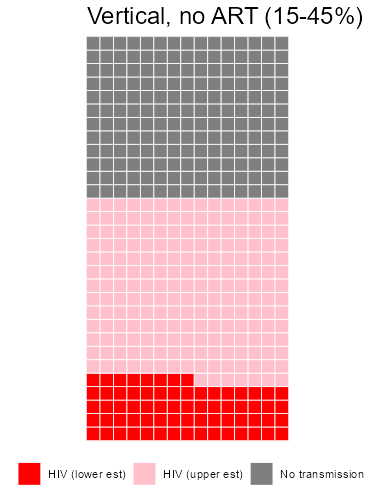 Vertical, no ART (15-45%)
HIV (lower est) HIV (upper est) No transmission